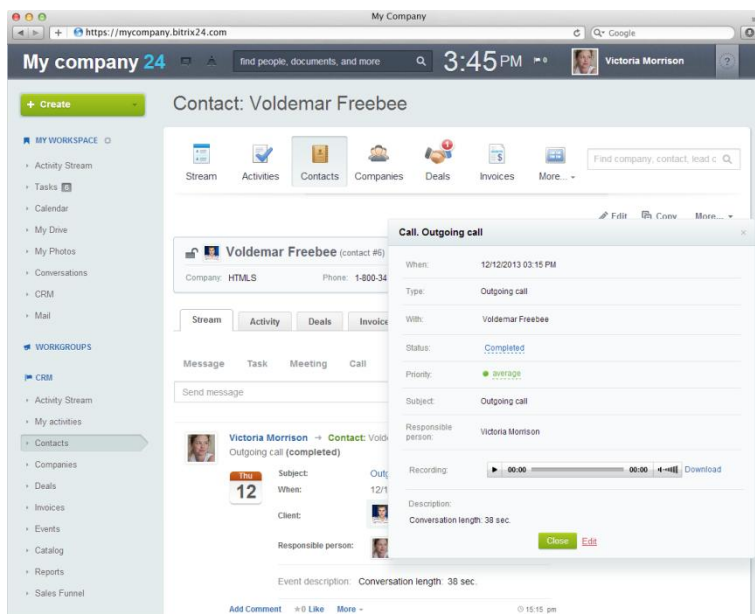 My Company
https://mycompany.bitrix24.com
Google
My company 24
find people, documents, and more
3:45 PM
0
Victoria Morrison
?
+ Create
Contact: Voldemar Freebee
MY WORKSPACE
Activity Stream
Tasks 6
Calendar
My Drive
My Photos
Conversations
CRM
Mail
WORKGROUPS
CRM
Activity Stream
My activities
Contacts
Companies
Deals
Invoices
Events
Catalog
Reports
Sales Funnel
Stream
Activities
Contacts
Companies
Deals
Invoices
More...
Find company, contact, lead c
Edit Copy More...
Voldemar Freebee (contact #6)
Company: HTMLS Phone: 1-800-34
Stream Activity Deals Invoice
Message Task Meeting Call
Send message
Victoria Morrison → Contact: Vold
Outgoing call (completed)
Thu
12
Subject: Outg
When: 12/1
Client:
Responsible person:
Event description: Conversation length: 38 sec.
Add Comment 0 Like More 15:15 pm
Call. Outgoing call
When: 12/12/2013 03:15 PM
Type: Outgoing call
With: Voldemar Freebee
Status: Completed
Priority: average
Subject: Outgoing call
Responsible person: Victoria Morrison
Recording: 00:00 00:00 Download
Description:
Conversation length: 38 sec.
Close Edit